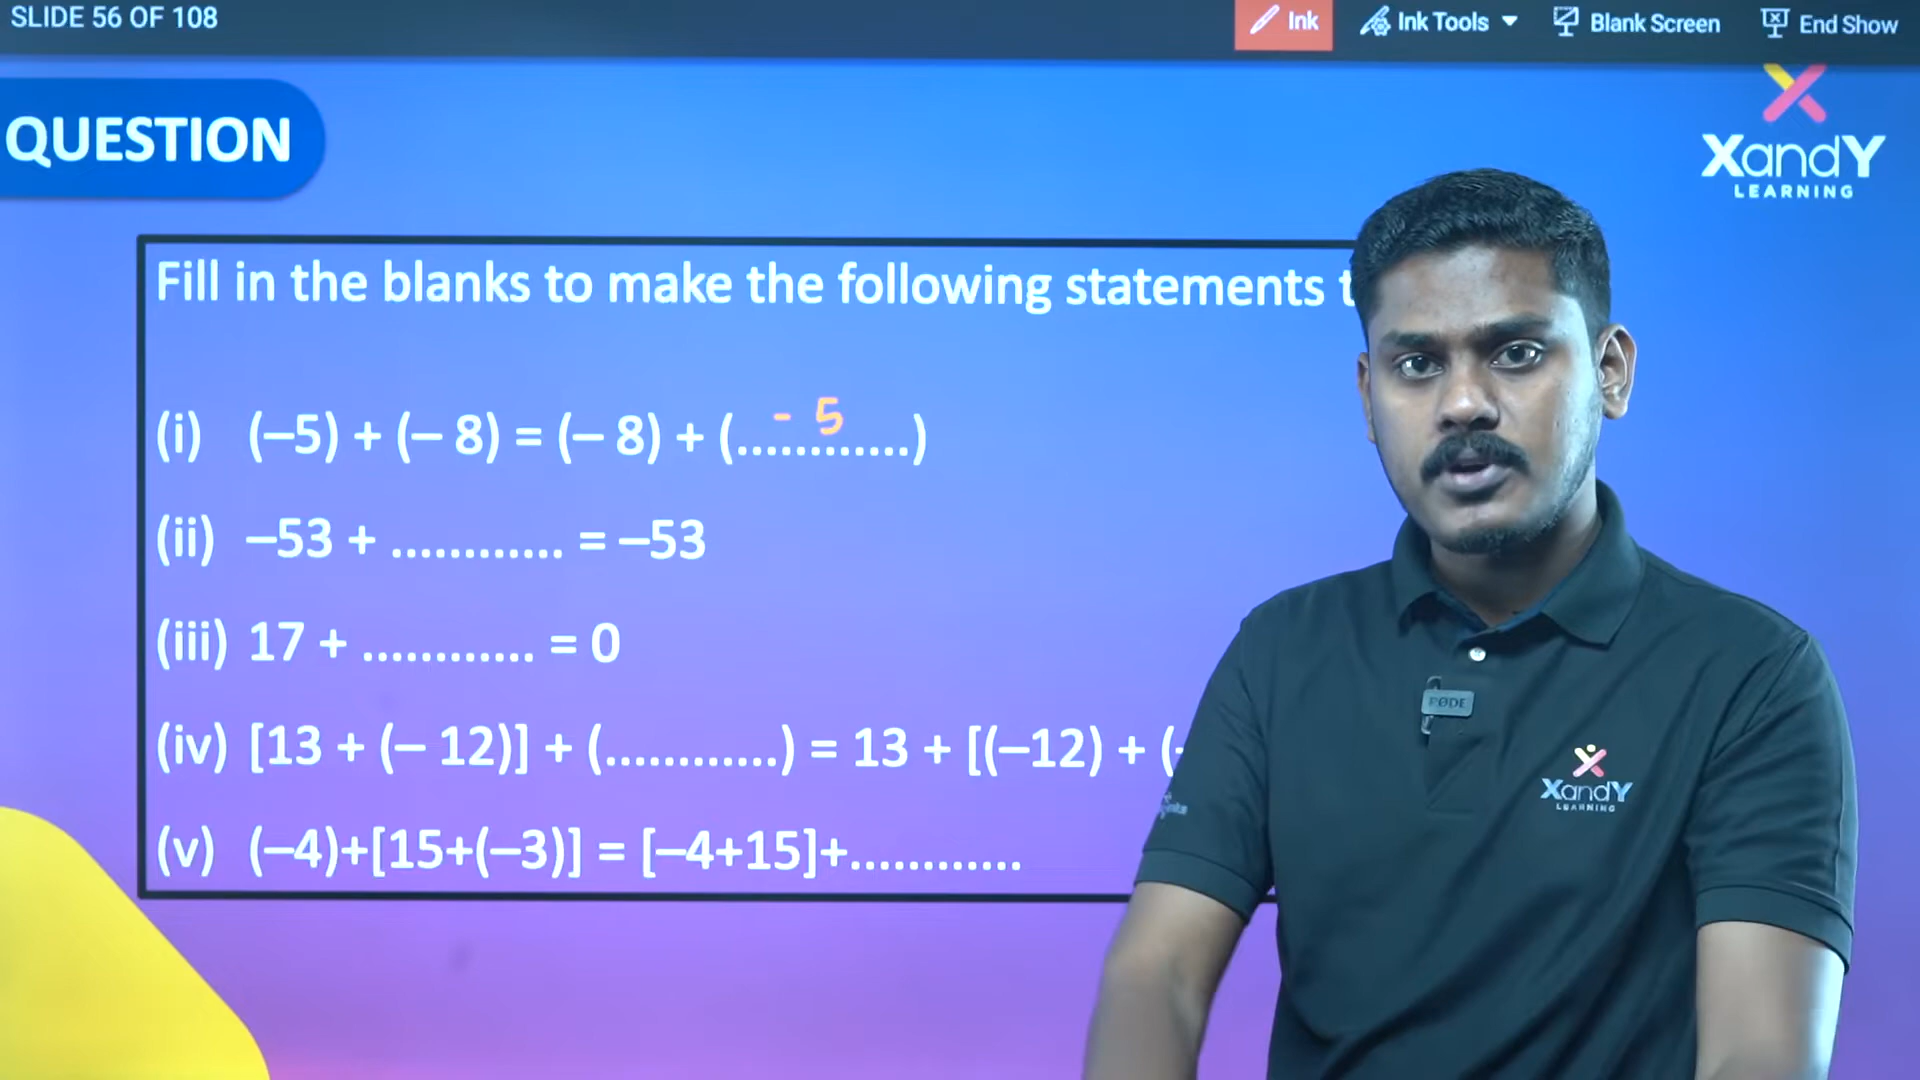 SLIDE 56 OF 108
Ink
Ink Tools
Blank Screen
End Show
QUESTION
XandY
LEARNING
Fill in the blanks to make the following statements
(i) (–5) + (– 8) = (– 8) + (............)
- 5
(ii) –53 + ............ = –53
(iii) 17 + ............ = 0
(iv) [13 + (– 12)] + (............) = 13 + [(–12) + (
(v) (–4)+[15+(–3)] = [–4+15]+............
RØDE
XandY
LEARNING